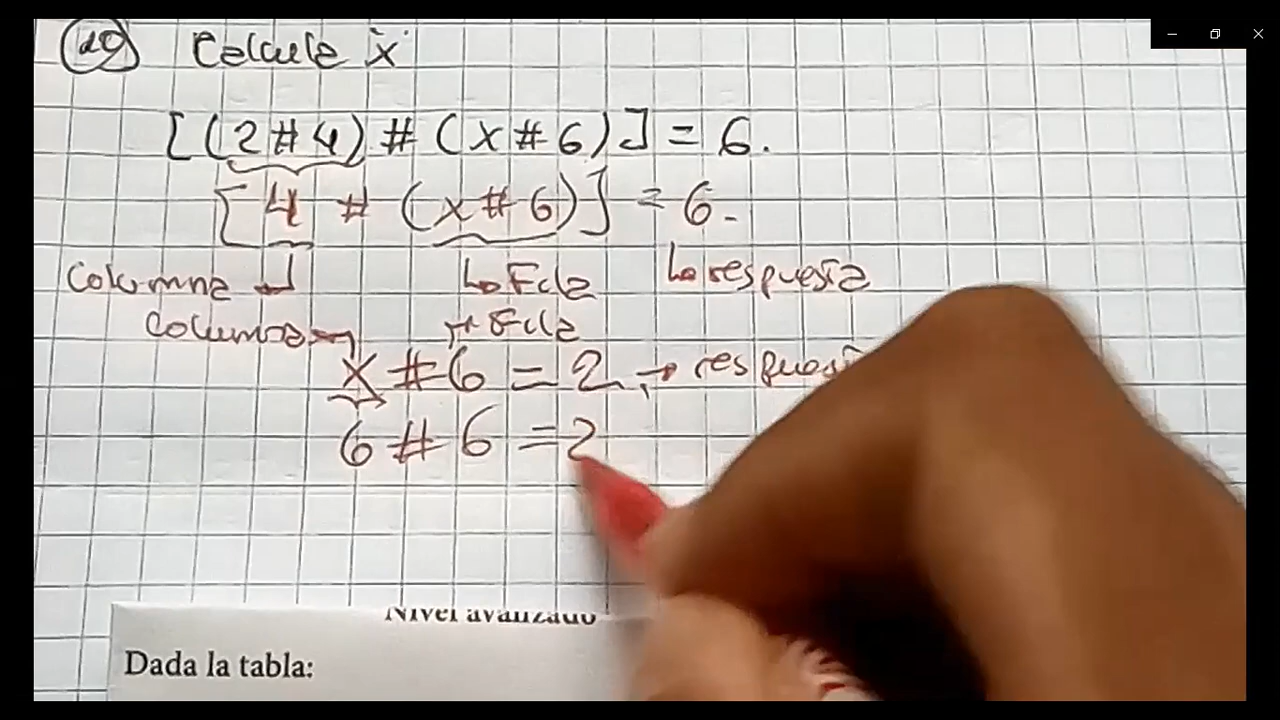 20 Calcule x
[(2#4) # (x#6)] = 6.
[4 # (x#6)] = 6.
columna Fila La respuesta
columna Fila
x#6 = 2 → respues
6#6 = 2
Nivel avanzado
Dada la tabla: